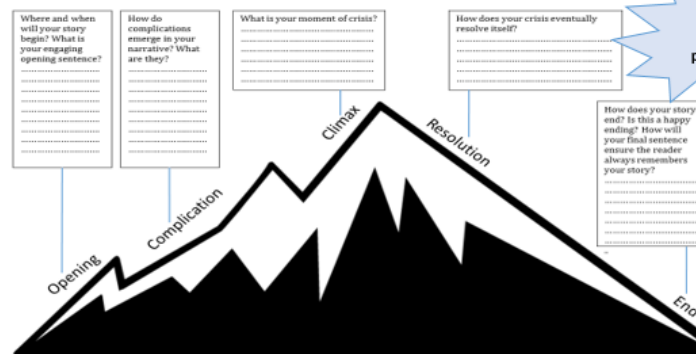 Where and when
will your story
begin? What is
your engaging
opening sentence?
How do
complications
emerge in your
narrative? What
are they?
What is your moment of crisis?
How does your crisis eventually
resolve itself?
How does your story
end? Is this a happy
ending? How will
your final sentence
ensure the reader
always remembers
your story?
Opening
Complication
Climax
Resolution